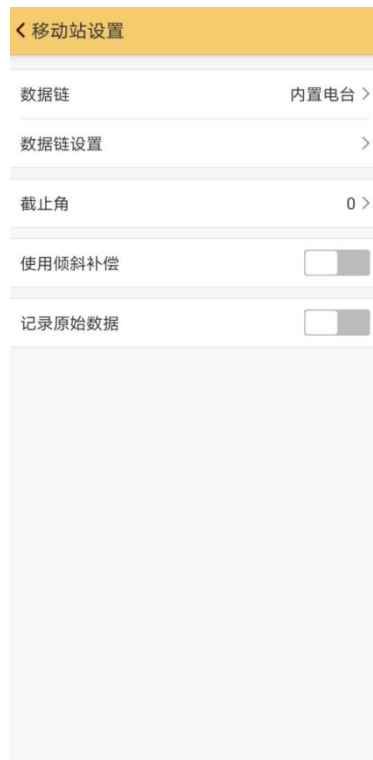 移动站设置
数据链 内置电台
数据链设置
截止角 0
使用倾斜补偿
记录原始数据